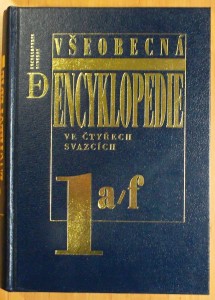 VŠEOBECNÁ
ENCYKLOPEDIE
VE ČTYŘECH
SVAZCÍCH
1
a/f